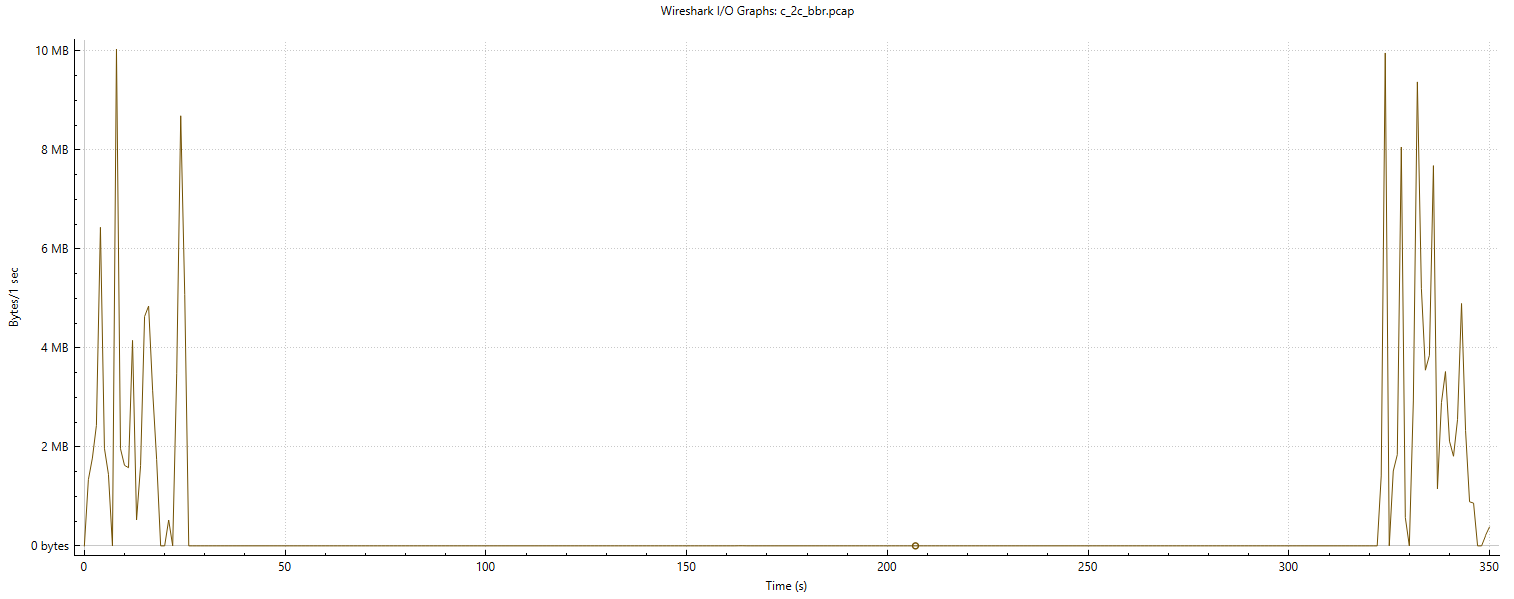 Wireshark I/O Graphs: c_2c_bbr.pcap
10 MB
8 MB
6 MB
4 MB
2 MB
0 bytes
Bytes/1 sec
0 50 100 150 200 250 300 350
Time (s)